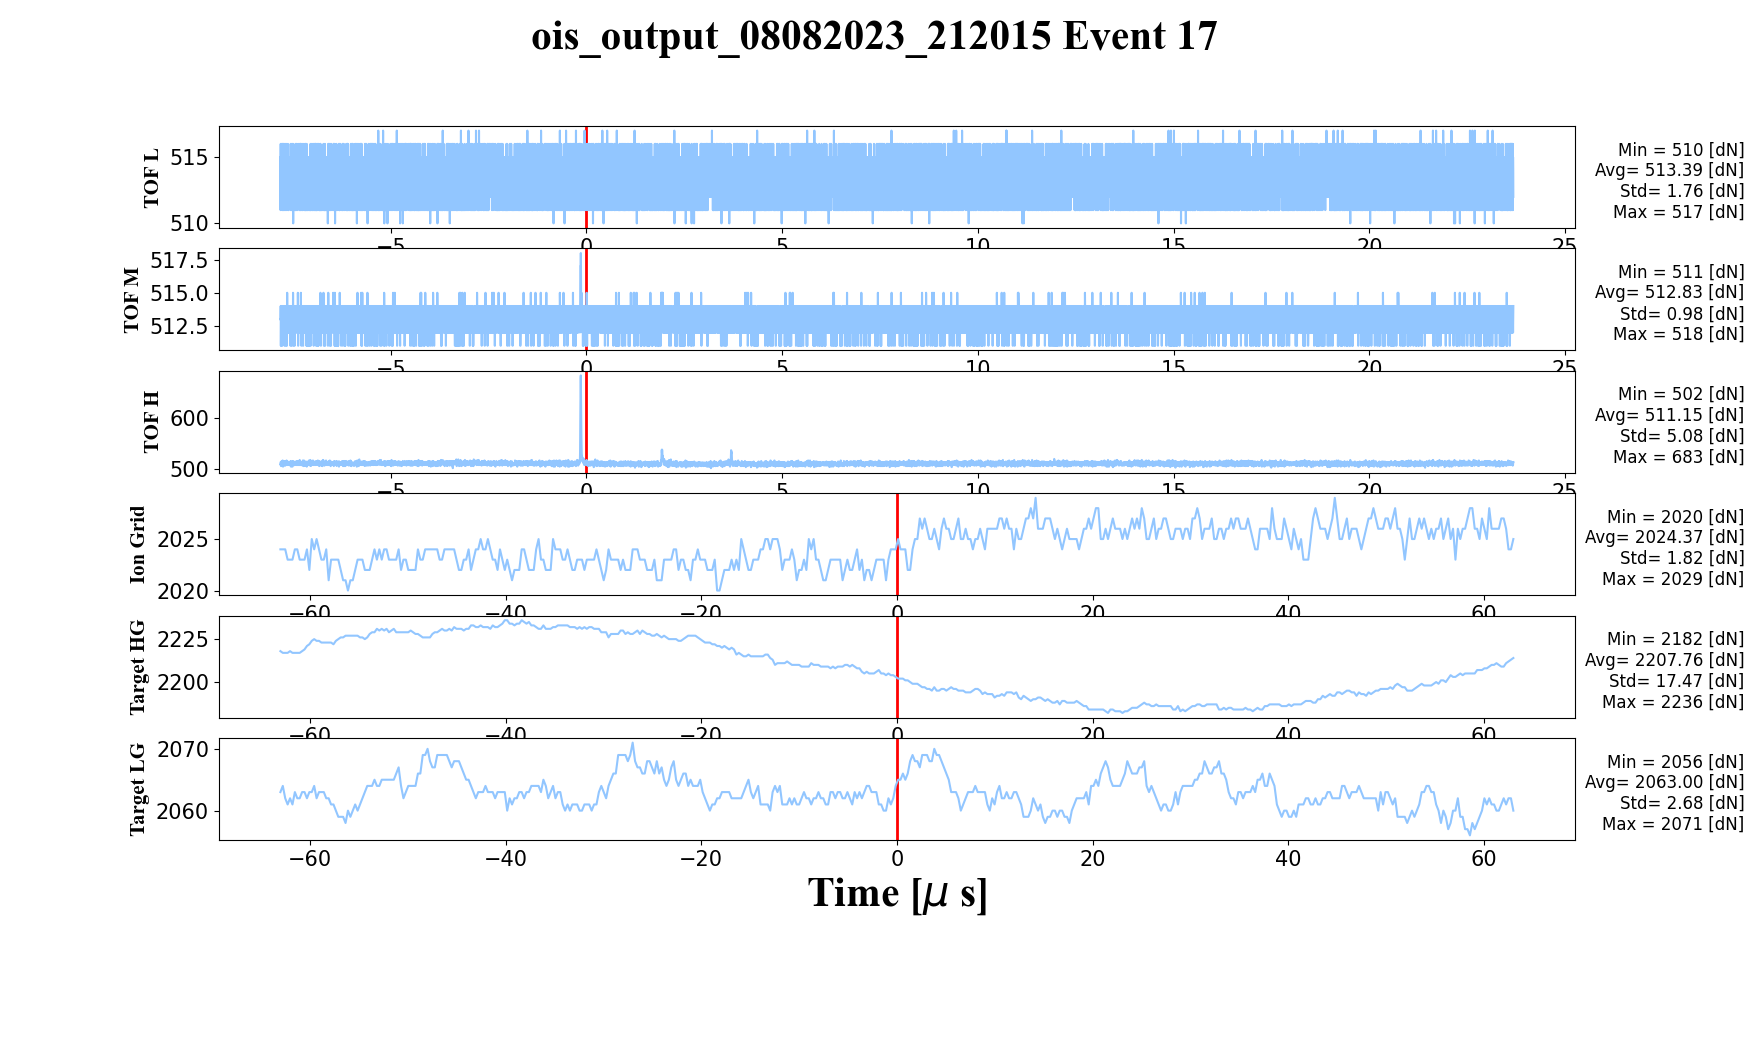 ois_output_08082023_212015 Event 17
TOF L
515
510
−5
0
5
10
15
20
25
Min = 510 [dN]
Avg= 513.39 [dN]
Std= 1.76 [dN]
Max = 517 [dN]
TOF M
517.5
515.0
512.5
−5
0
5
10
15
20
25
Min = 511 [dN]
Avg= 512.83 [dN]
Std= 0.98 [dN]
Max = 518 [dN]
TOF H
600
500
−5
0
5
10
15
20
25
Min = 502 [dN]
Avg= 511.15 [dN]
Std= 5.08 [dN]
Max = 683 [dN]
Ion Grid
2025
2020
−60
−40
−20
0
20
40
60
Min = 2020 [dN]
Avg= 2024.37 [dN]
Std= 1.82 [dN]
Max = 2029 [dN]
Target HG
2225
2200
−60
−40
−20
0
20
40
60
Min = 2182 [dN]
Avg= 2207.76 [dN]
Std= 17.47 [dN]
Max = 2236 [dN]
Target LG
2070
2060
−60
−40
−20
0
20
40
60
Min = 2056 [dN]
Avg= 2063.00 [dN]
Std= 2.68 [dN]
Max = 2071 [dN]
Time [μ s]